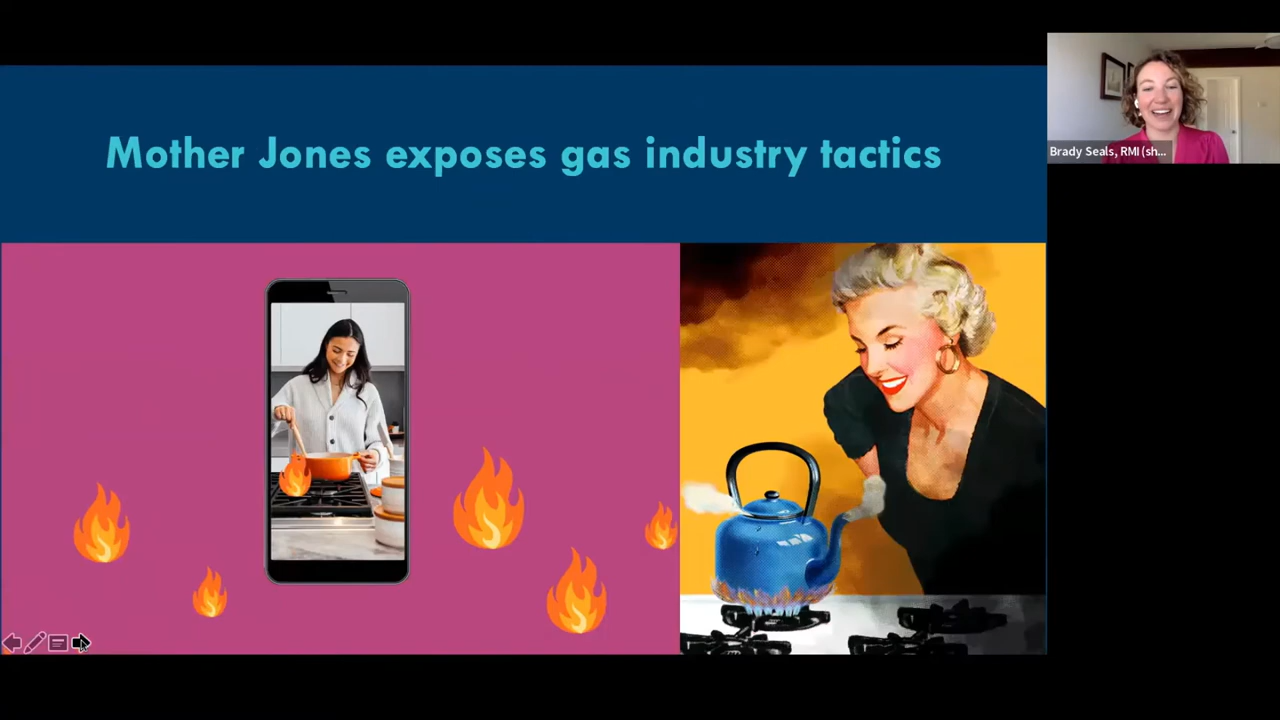 Mother Jones exposes gas industry tactics
Brady Seals, RMI (sh...